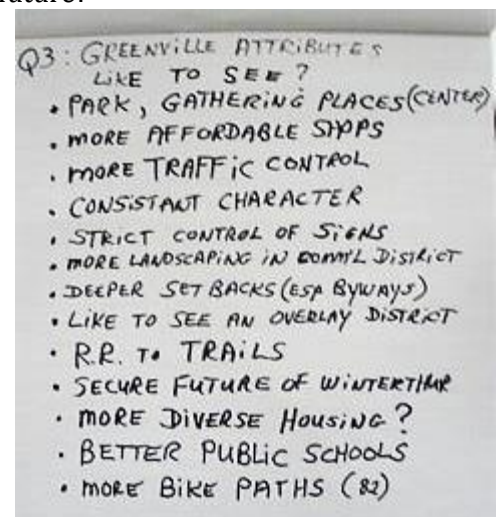 Q3: GREENVILLE ATTRIBUTES
LIKE TO SEE?
• PARK, GATHERING PLACES (CENTER)
• MORE AFFORDABLE SHOPS
• MORE TRAFFIC CONTROL
• CONSISTANT CHARACTER
• STRICT CONTROL OF SIGNS
• MORE LANDSCAPING IN COMM'L DISTRICT
• DEEPER SET BACKS (ESP BYWAYS)
• LIKE TO SEE AN OVERLAY DISTRICT
• R.R. TO TRAILS
• SECURE FUTURE OF WINTERTHUR
• MORE DIVERSE HOUSING?
• BETTER PUBLIC SCHOOLS
• MORE BIKE PATHS (82)